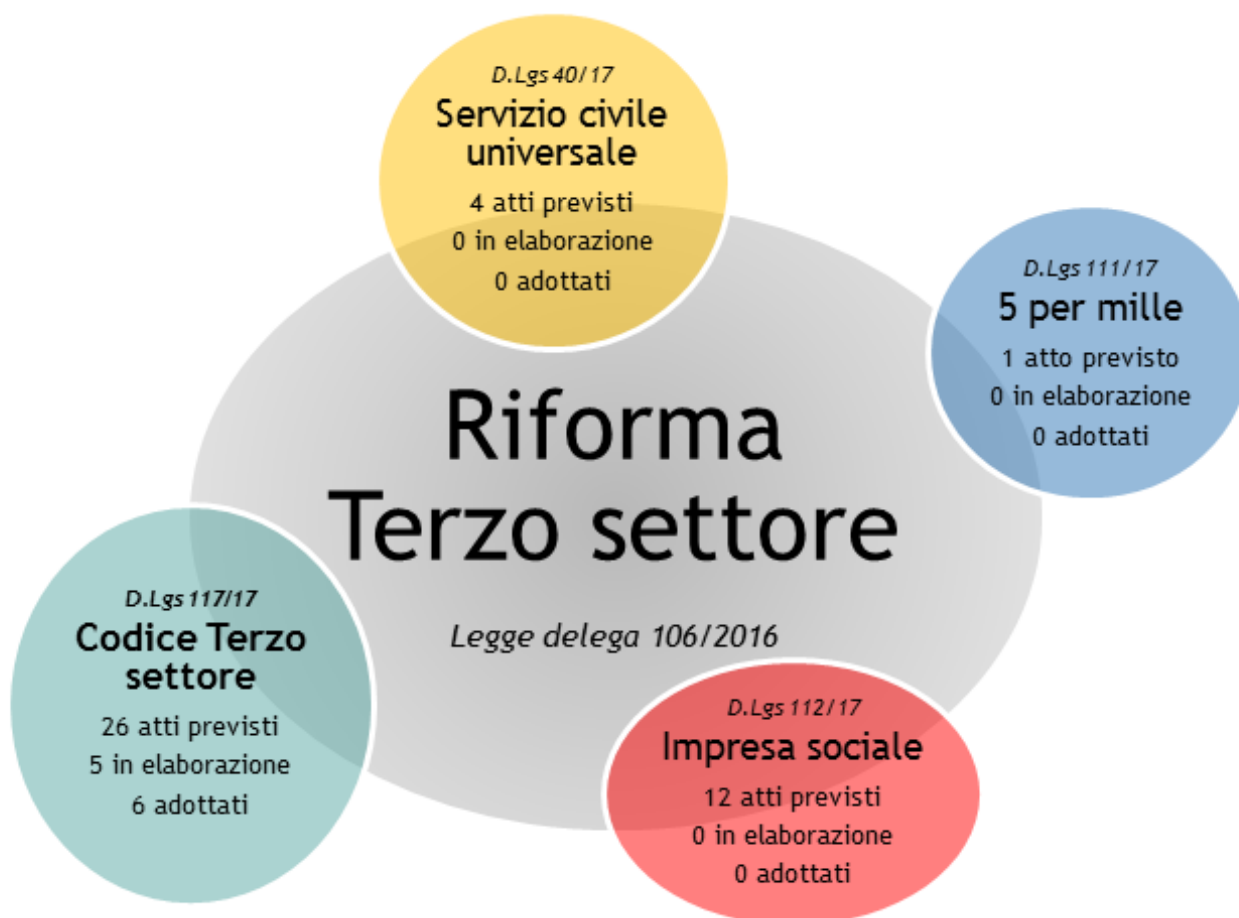 D.Lgs 40/17
Servizio civile
universale
4 atti previsti
0 in elaborazione
0 adottati
D.Lgs 111/17
5 per mille
1 atto previsto
0 in elaborazione
0 adottati
Riforma
Terzo settore
Legge delega 106/2016
D.Lgs 117/17
Codice Terzo
settore
26 atti previsti
5 in elaborazione
6 adottati
D.Lgs 112/17
Impresa sociale
12 atti previsti
0 in elaborazione
0 adottati